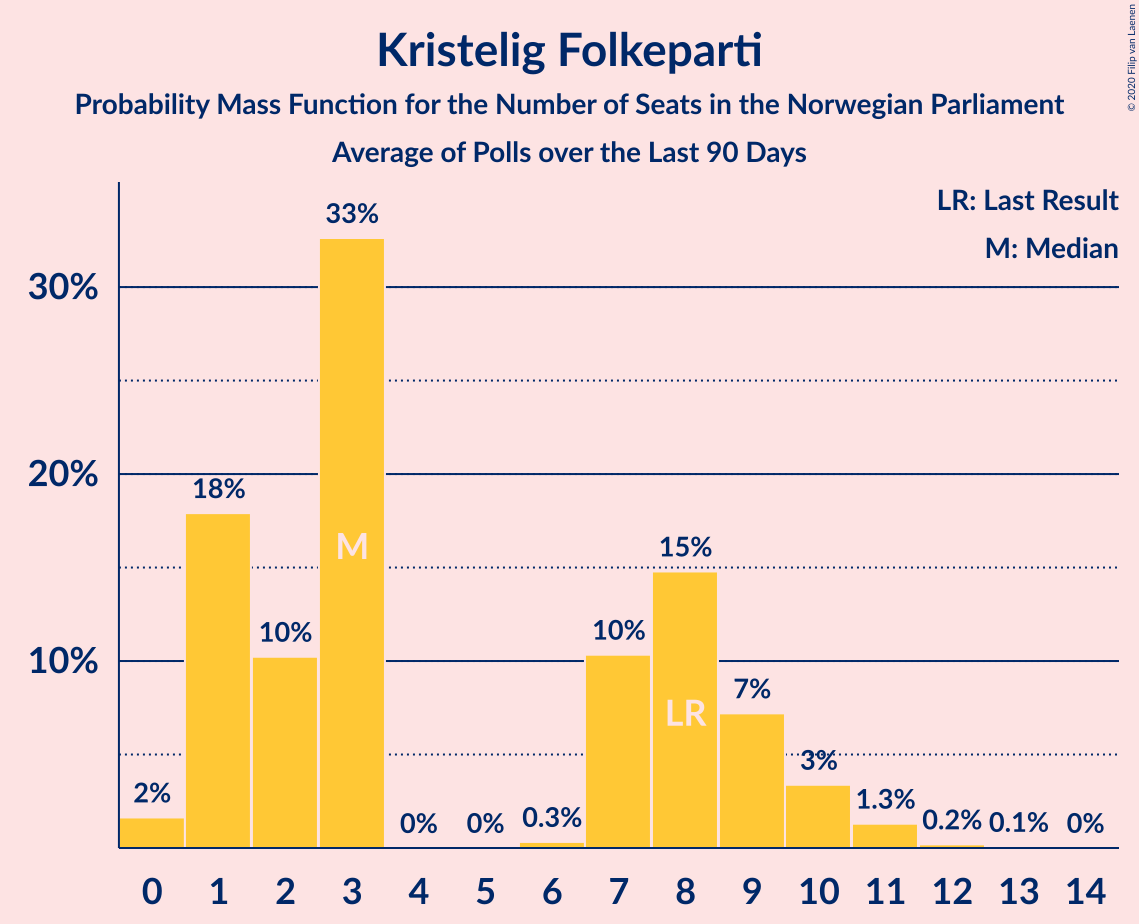 Kristelig Folkeparti
Probability Mass Function for the Number of Seats in the Norwegian Parliament
Average of Polls over the Last 90 Days
© 2020 Filip van Laenen
LR: Last Result
M: Median
30%
20%
10%
2%
18%
10%
33%
0%
0%
0.3%
10%
15%
7%
3%
1.3%
0.2%
0.1%
0%
M
LR
0 1 2 3 4 5 6 7 8 9 10 11 12 13 14